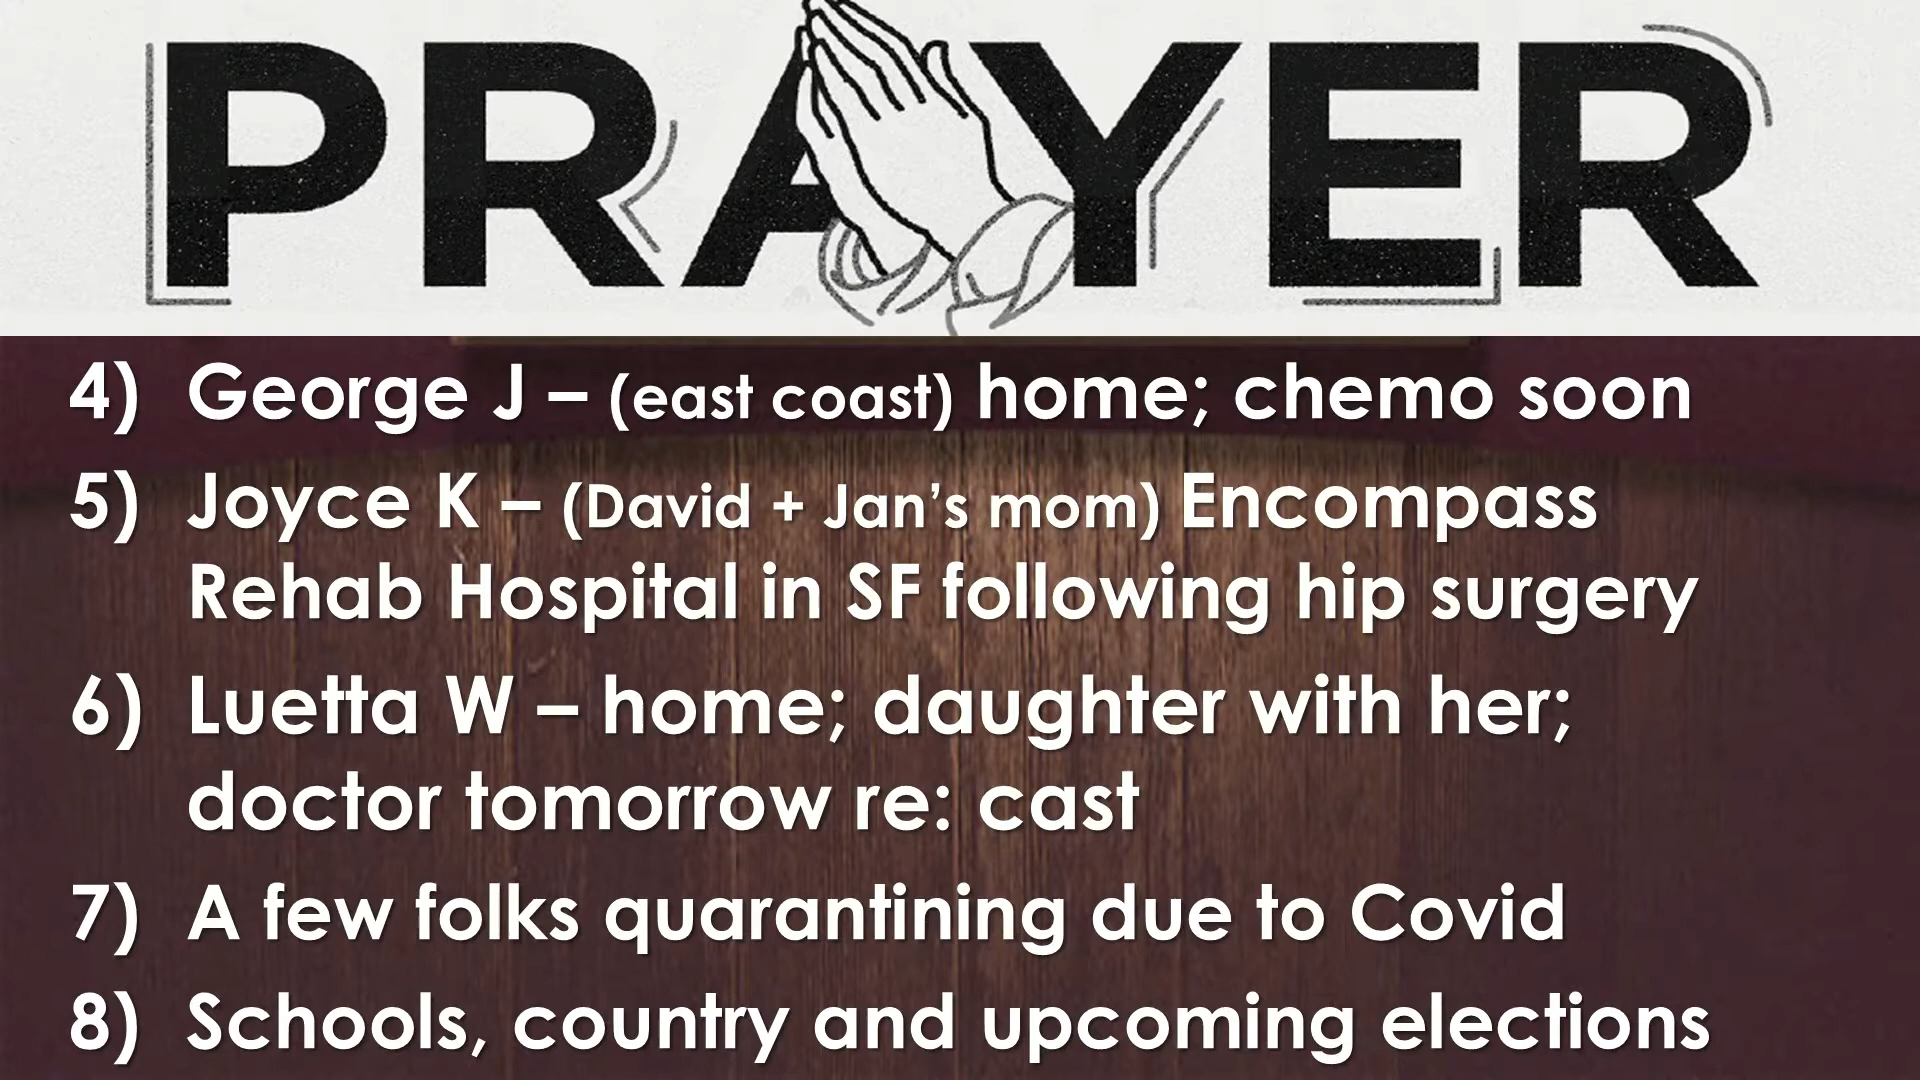 PRAYER
4) George J – (east coast) home; chemo soon
5) Joyce K – (David + Jan’s mom) Encompass
Rehab Hospital in SF following hip surgery
6) Luetta W – home; daughter with her;
doctor tomorrow re: cast
7) A few folks quarantining due to Covid
8) Schools, country and upcoming elections